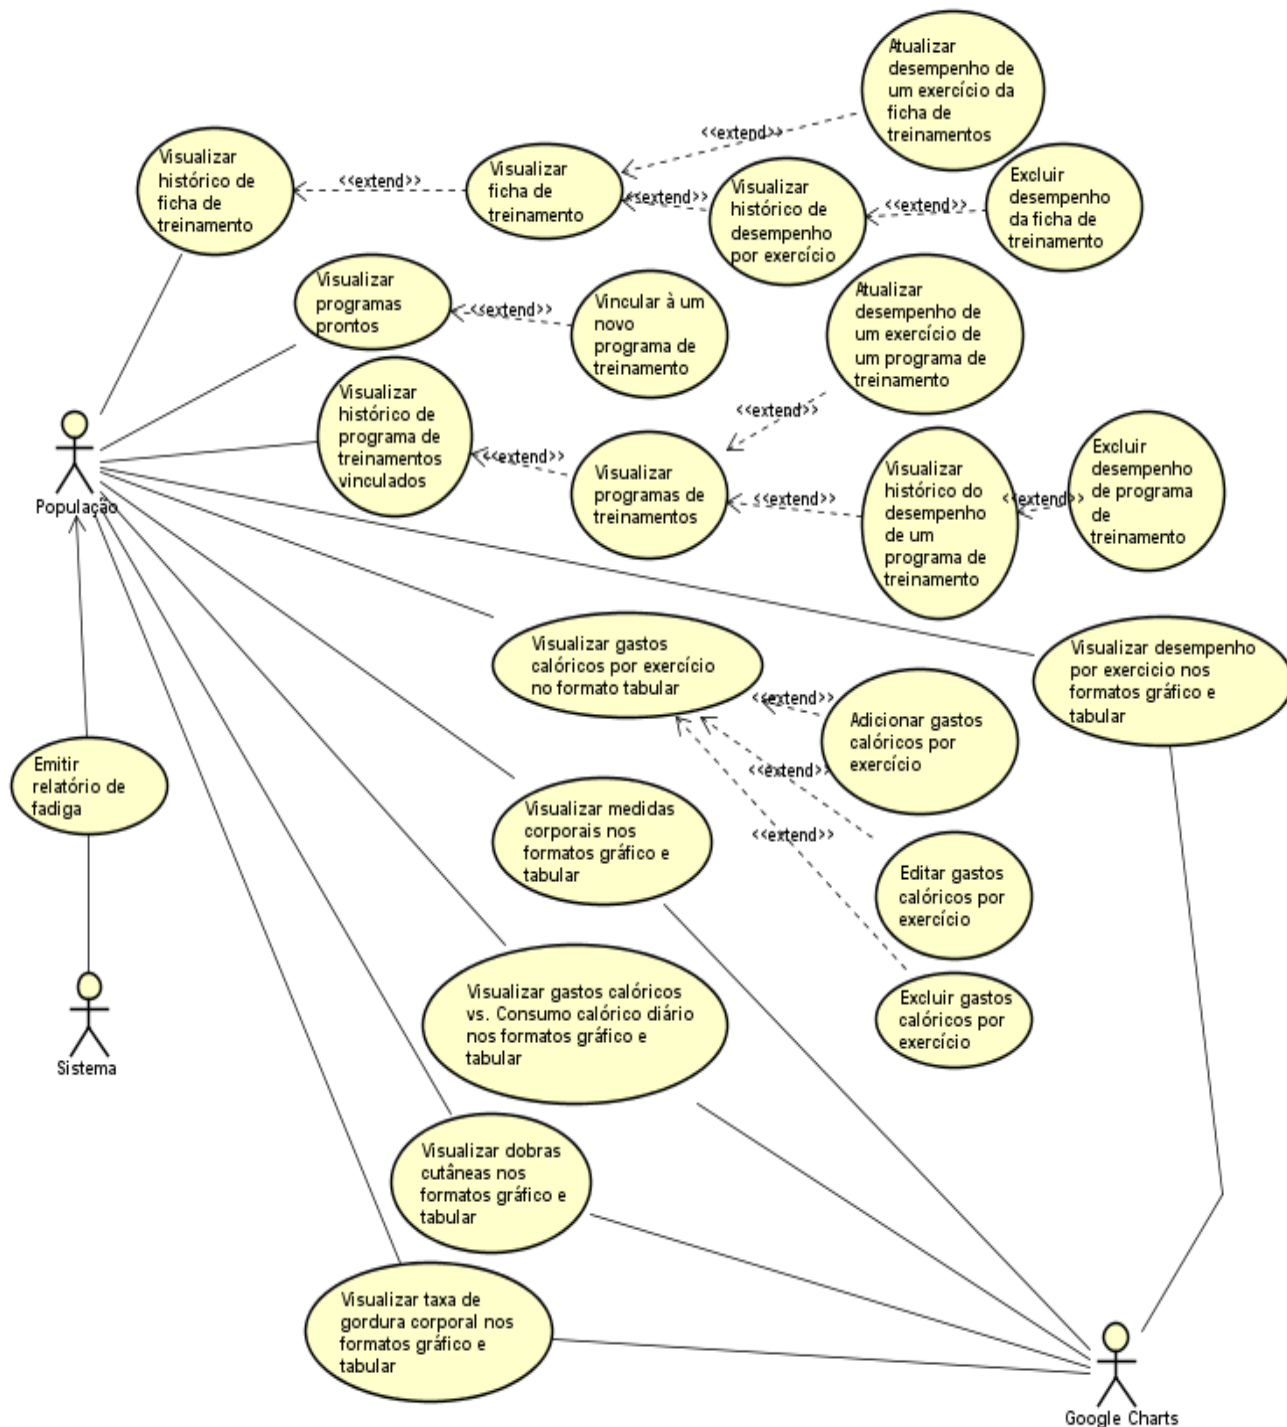 Atualizar
desempenho de
um exercício da
ficha de
treinamentos
<<extend>>
Visualizar
histórico de
ficha de
treinamento
<<extend>>
Visualizar
ficha de
treinamento
<<extend>>
Visualizar
histórico de
desempenho
por exercício
<<extend>>
Excluir
desempenho
da ficha de
treinamento
Visualizar
programas
prontos
<<extend>>
Vincular à um
novo
programa de
treinamento
Atualizar
desempenho de
um exercício de
um programa de
treinamento
<<extend>>
Visualizar
histórico de
programa de
treinamentos
vinculados
<<extend>>
Visualizar
programas de
treinamentos
<<extend>>
Visualizar
histórico do
desempenho
de um
programa de
treinamento
<<extend>>
Excluir
desempenho
de programa
de
treinamento
População
Visualizar gastos
calóricos por exercício
no formato tabular
Visualizar desempenho
por exercicio nos
formatos gráfico e
tabular
<<extend>>
Adicionar gastos
calóricos por
exercício
<<extend>>
<<extend>>
Emitir
relatório de
fadiga
Visualizar medidas
corporais nos
formatos gráfico e
tabular
Editar gastos
calóricos por
exercício
Visualizar gastos calóricos
vs. Consumo calórico diário
nos formatos gráfico e
tabular
Excluir gastos
calóricos por
exercício
Sistema
Visualizar dobras
cutâneas nos
formatos gráfico e
tabular
Visualizar taxa de
gordura corporal nos
formatos gráfico e
tabular
Google Charts